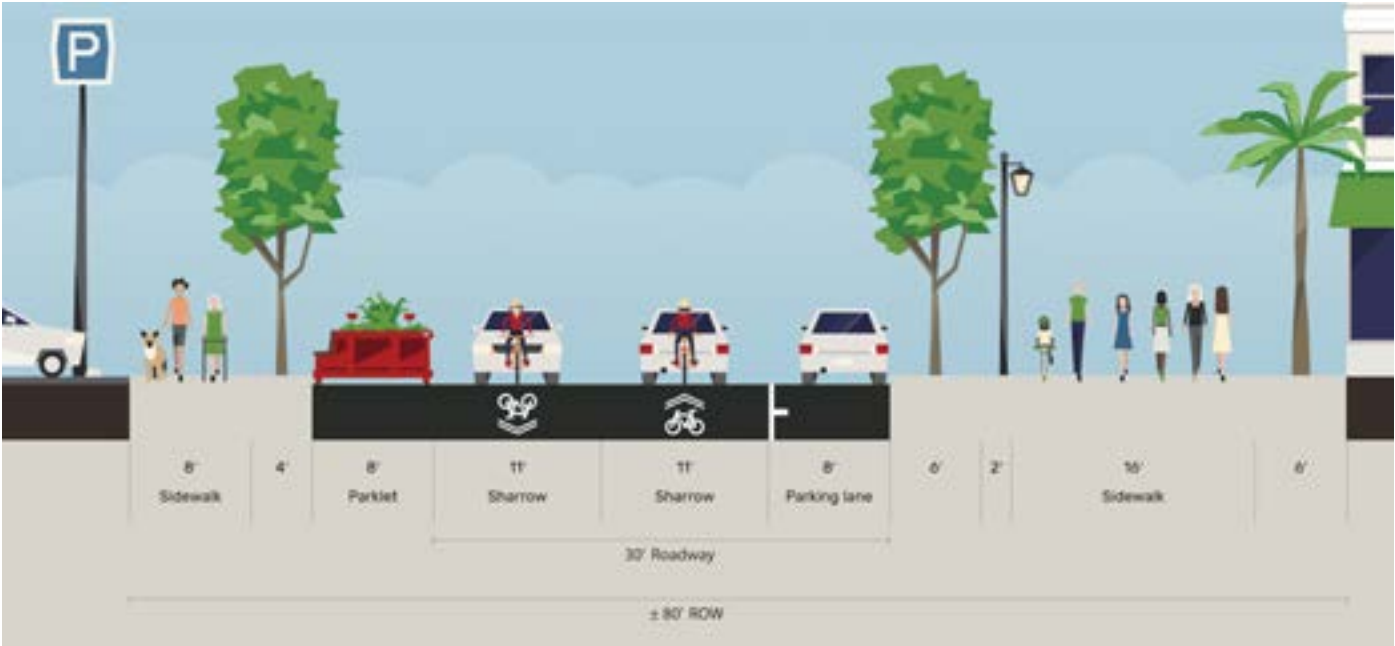 P
8' 4' 8' 11' 11' 8' 6' 2' 16' 6'
Sidewalk Parklet Sharrow Sharrow Parking lane Sidewalk
30' Roadway
± 80' ROW